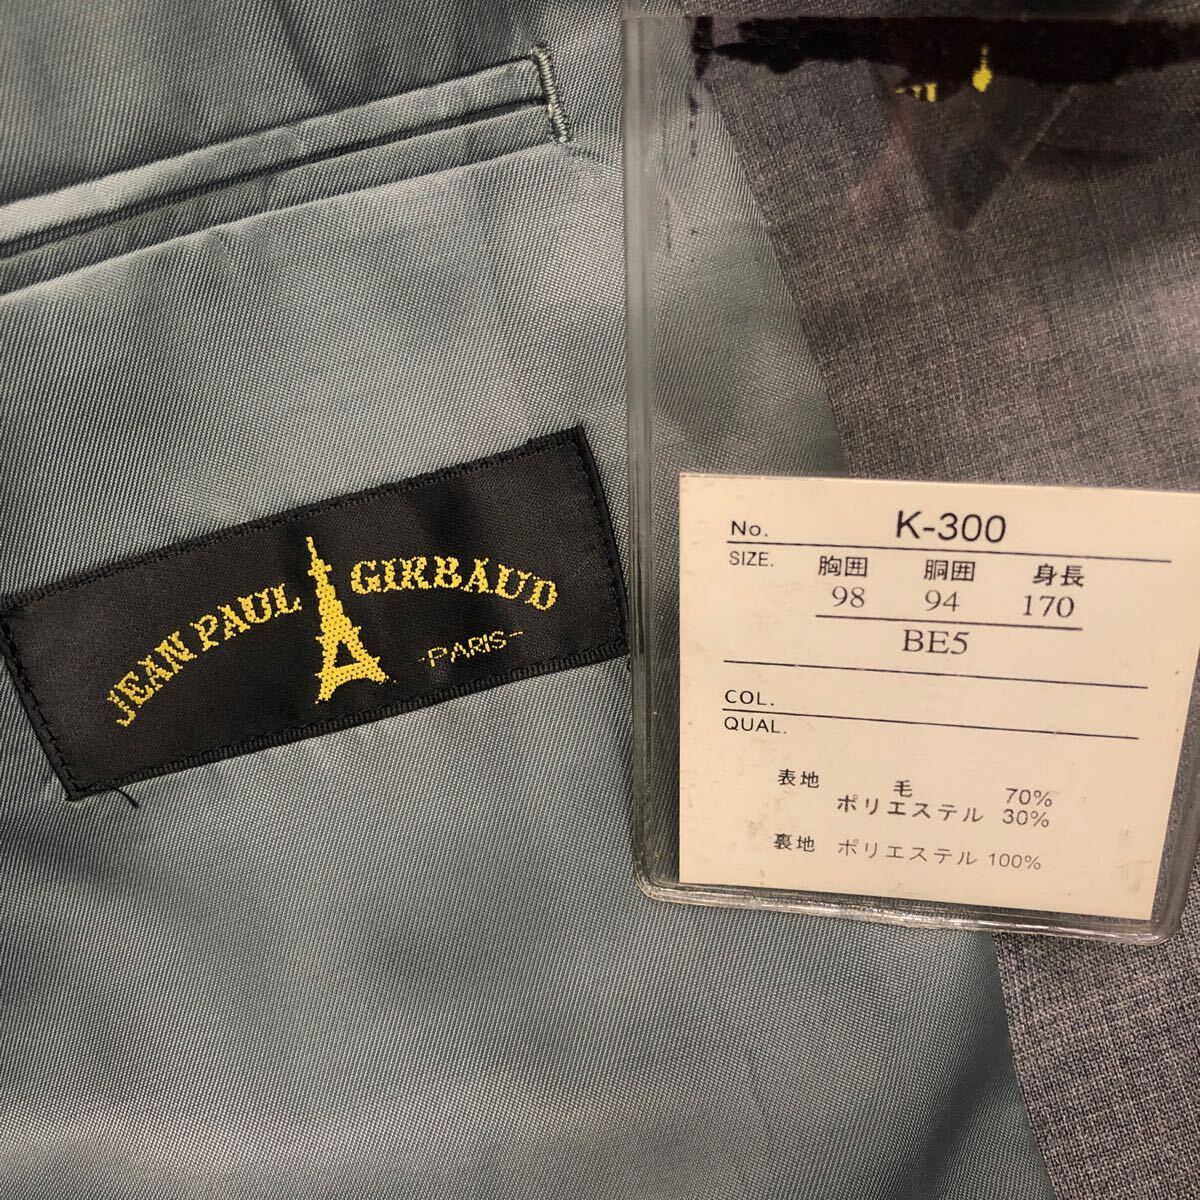 JEAN PAUL GIRBAUD
-PARIS-
No. K-300
SIZE. 胸囲 胴囲 身長
98 94 170
BE5
COL.
QUAL.
表地 毛 70%
ポリエステル 30%
裏地 ポリエステル 100%